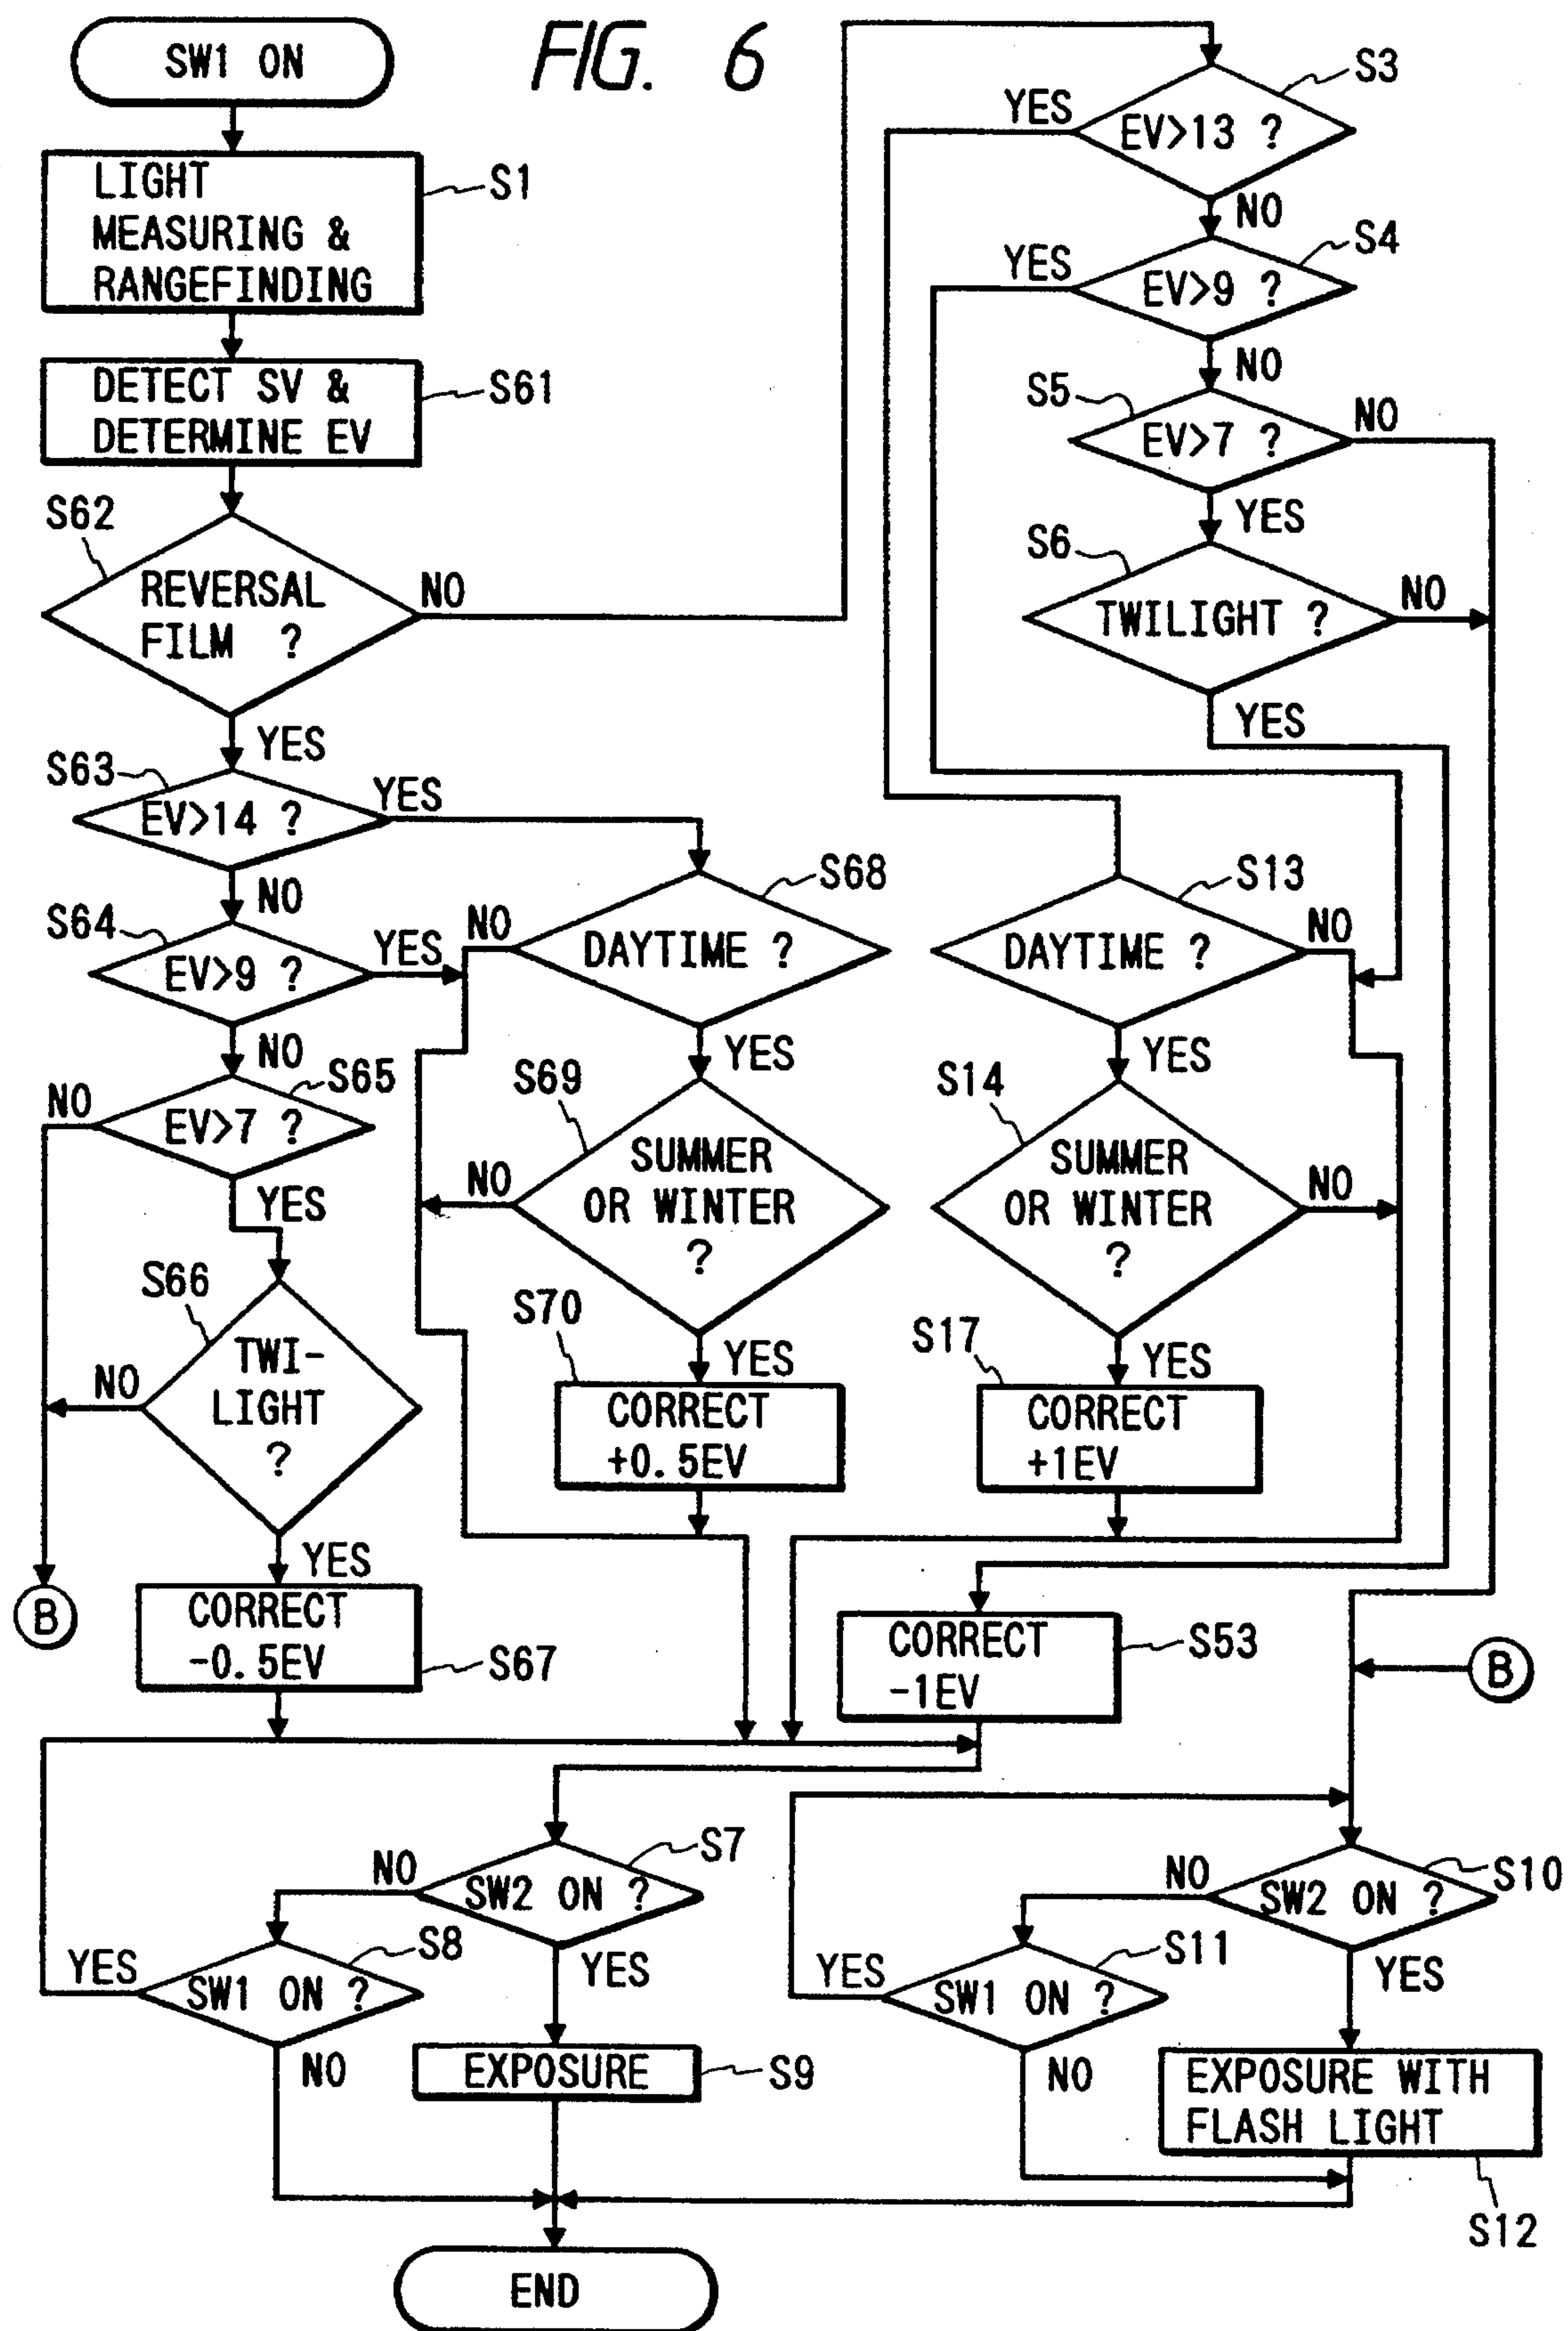 FIG. 6
SW1 ON
LIGHT
MEASURING &
RANGEFINDING
S1
DETECT SV &
DETERMINE EV
S61
S62
REVERSAL
FILM ?
NO
YES
S63
EV>14 ?
YES
NO
S64
EV>9 ?
YES
NO
S65
EV>7 ?
NO
YES
S66
TWI-
LIGHT
?
NO
YES
B
CORRECT
-0.5EV
S67
S68
DAYTIME ?
NO
YES
S69
SUMMER
OR WINTER
?
NO
YES
S70
CORRECT
+0.5EV
S3
EV>13 ?
YES
NO
S4
EV>9 ?
YES
NO
S5
EV>7 ?
NO
YES
S6
TWILIGHT ?
NO
YES
S13
DAYTIME ?
NO
YES
S14
SUMMER
OR WINTER
?
NO
YES
S17
CORRECT
+1EV
CORRECT
-1EV
S53
B
S7
SW2 ON ?
NO
YES
S8
SW1 ON ?
YES
NO
EXPOSURE
S9
S10
SW2 ON ?
NO
YES
S11
SW1 ON ?
YES
NO
EXPOSURE WITH
FLASH LIGHT
S12
END